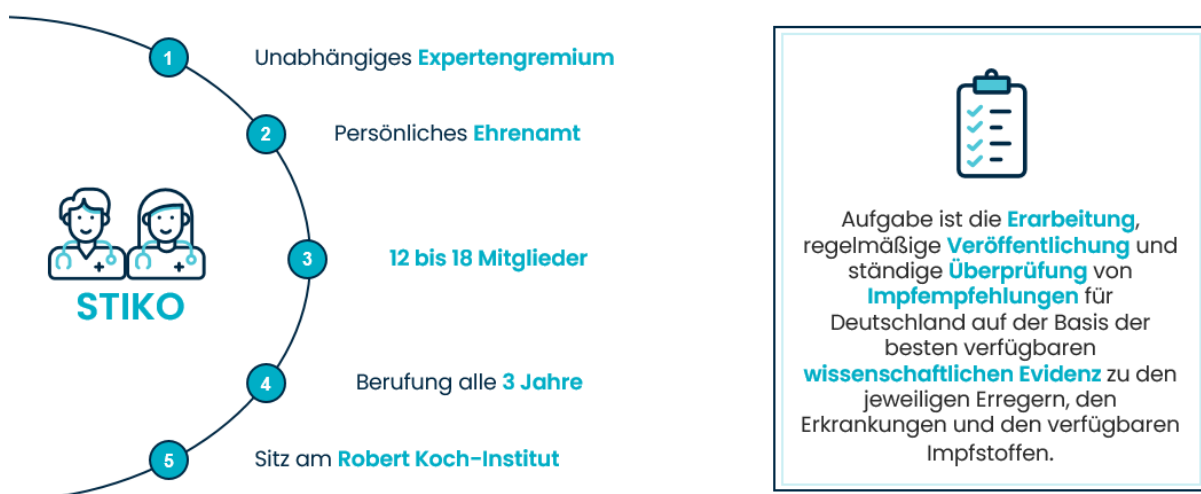 1
Unabhängiges Expertengremium
2
Persönliches Ehrenamt
3
12 bis 18 Mitglieder
4
Berufung alle 3 Jahre
5
Sitz am Robert Koch-Institut
STIKO
Aufgabe ist die Erarbeitung,
regelmäßige Veröffentlichung und
ständige Überprüfung von
Impfempfehlungen für
Deutschland auf der Basis der
besten verfügbaren
wissenschaftlichen Evidenz zu den
jeweiligen Erregern, den
Erkrankungen und den verfügbaren
Impfstoffen.